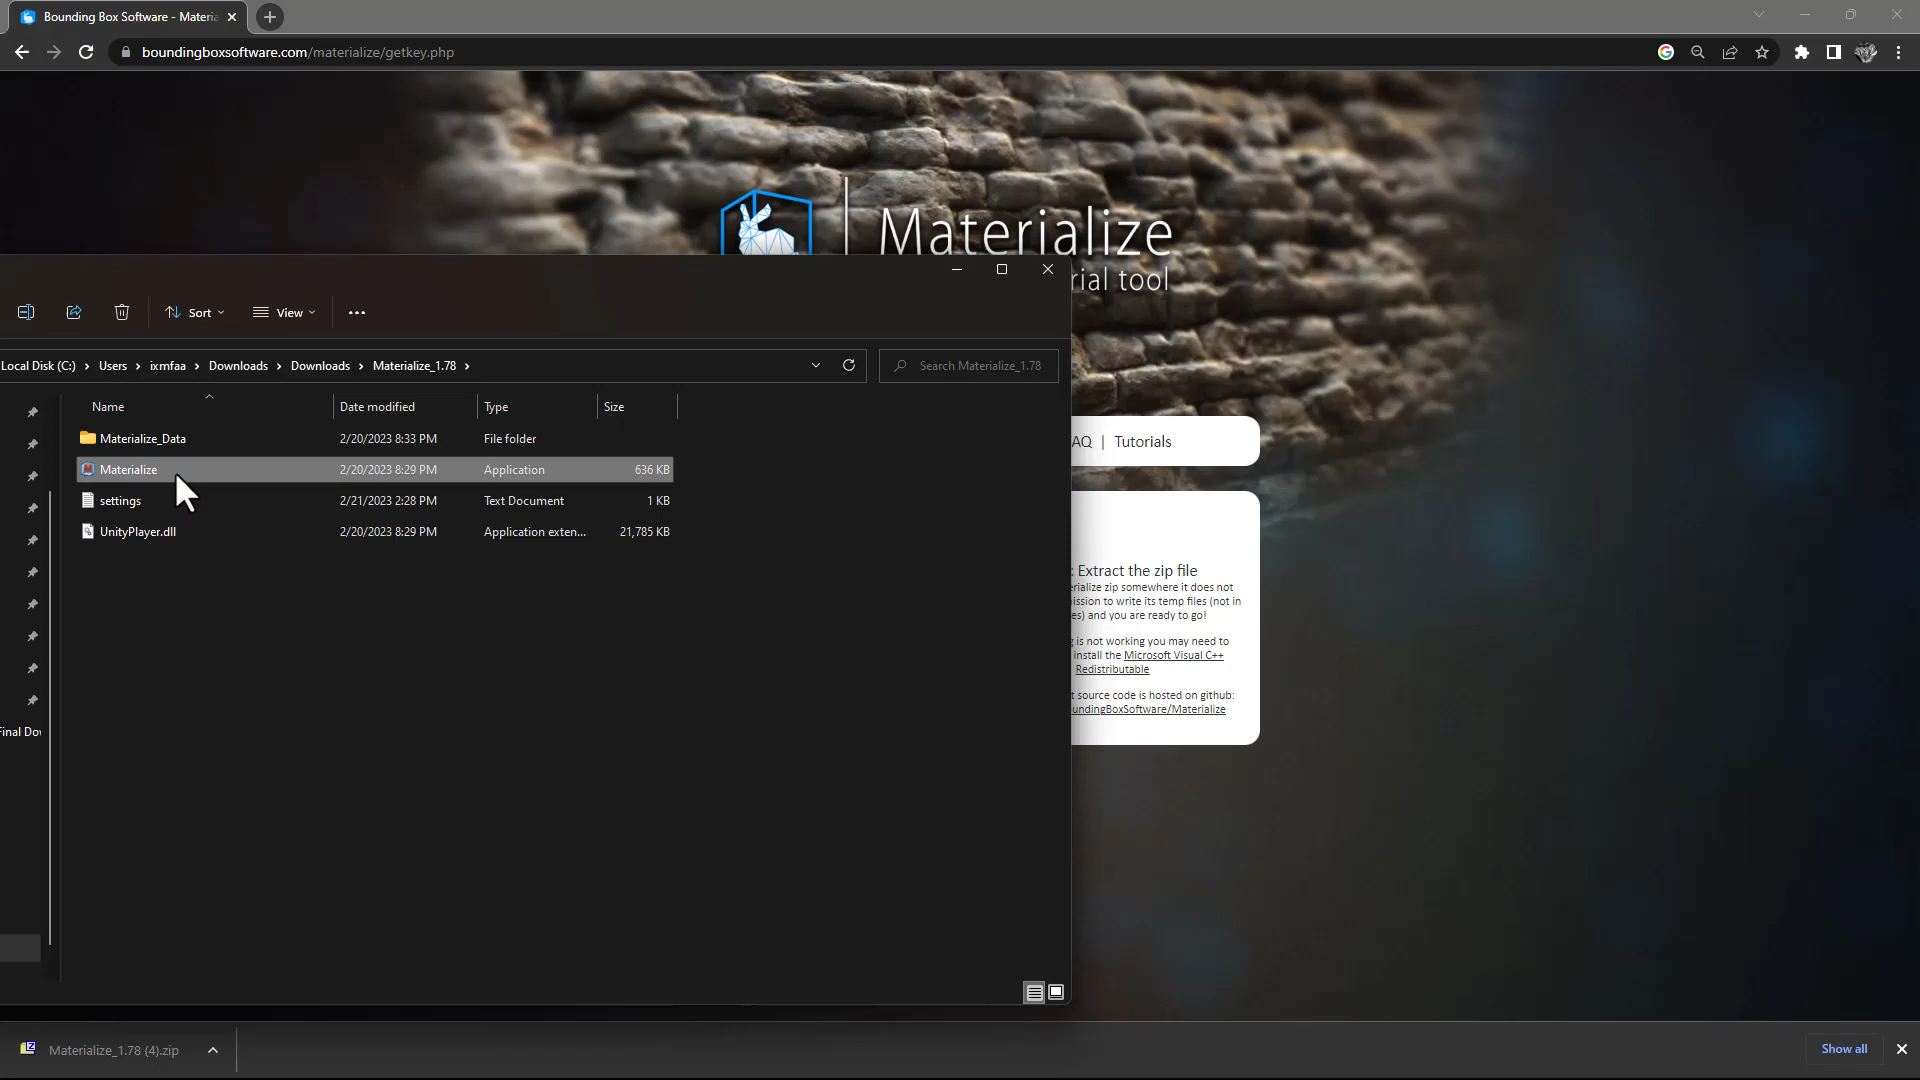 Bounding Box Software - Materia
boundingboxsoftware.com/materialize/getkey.php
Materialize
rial tool
Sort
View
Local Disk (C:) > Users > ixmfaa > Downloads > Downloads > Materialize_1.78 >
Search Materialize_1.78
Name Date modified Type Size
Materialize_Data 2/20/2023 8:33 PM File folder
Materialize 2/20/2023 8:29 PM Application 636 KB
settings 2/21/2023 2:28 PM Text Document 1 KB
UnityPlayer.dll 2/20/2023 8:29 PM Application exten... 21,785 KB
AQ | Tutorials
: Extract the zip file
erialize zip somewhere it does not
ission to write its temp files (not in
es) and you are ready to go!
g is not working you may need to
install the Microsoft Visual C++
Redistributable
t source code is hosted on github:
undingBoxSoftware/Materialize
Final Do
Materialize_1.78 (4).zip
Show all